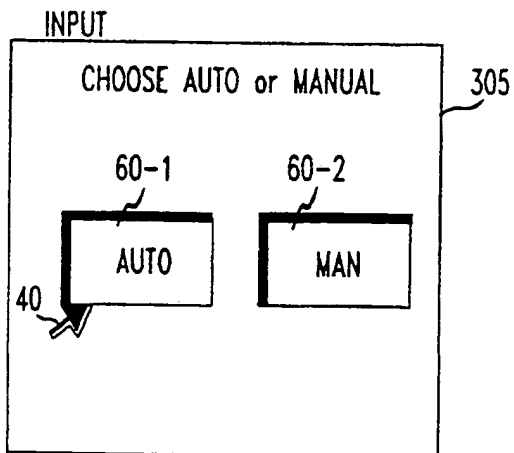 INPUT
CHOOSE AUTO or MANUAL
305
60-1 60-2
AUTO MAN
40